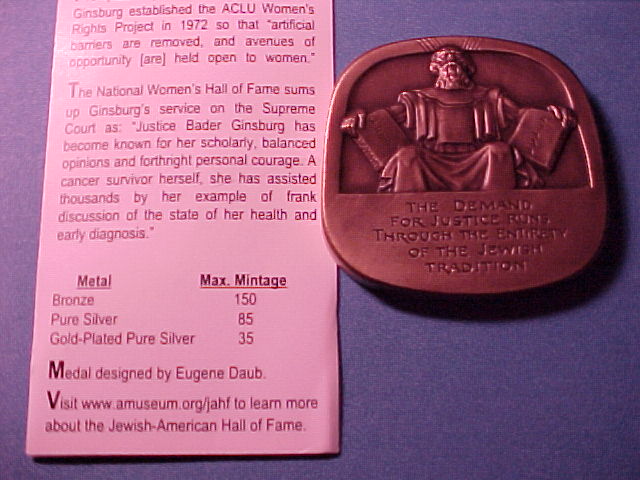 Ginsburg established the ACLU Women's
Rights Project in 1972 so that "artificial
barriers are removed, and avenues of
opportunity [are] held open to women."
The National Women's Hall of Fame sums
up Ginsburg's service on the Supreme
Court as: "Justice Bader Ginsburg has
become known for her scholarly, balanced
opinions and forthright personal courage. A
cancer survivor herself, she has assisted
thousands by her example of frank
discussion of the state of her health and
early diagnosis."
Metal Max. Mintage
Bronze 150
Pure Silver 85
Gold-Plated Pure Silver 35
Medal designed by Eugene Daub.
Visit www.amuseum.org/jahf to learn more
about the Jewish-American Hall of Fame.
THE DEMAND
FOR JUSTICE RUNS
THROUGH THE ENTIRETY
OF THE JEWISH
TRADITION